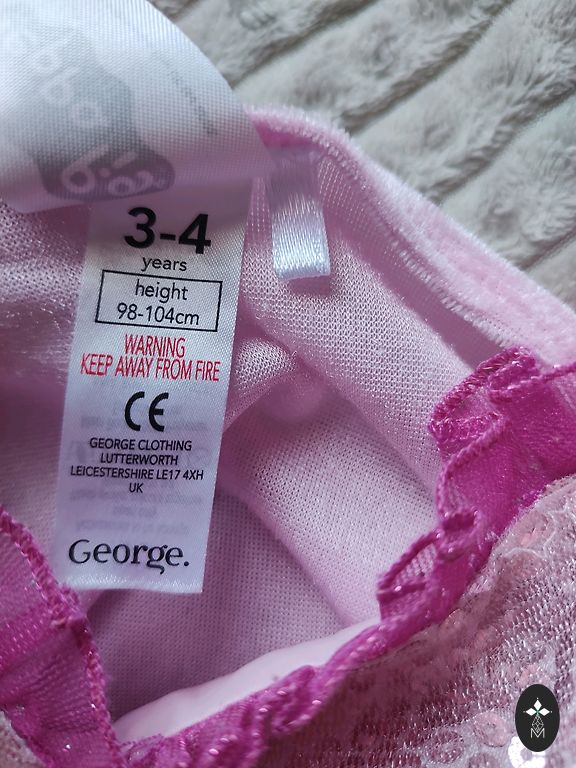 3-4
years
height
98-104cm
WARNING
KEEP AWAY FROM FIRE
CE
GEORGE CLOTHING
LUTTERWORTH
LEICESTERSHIRE LE17 4XH
UK
George.
M